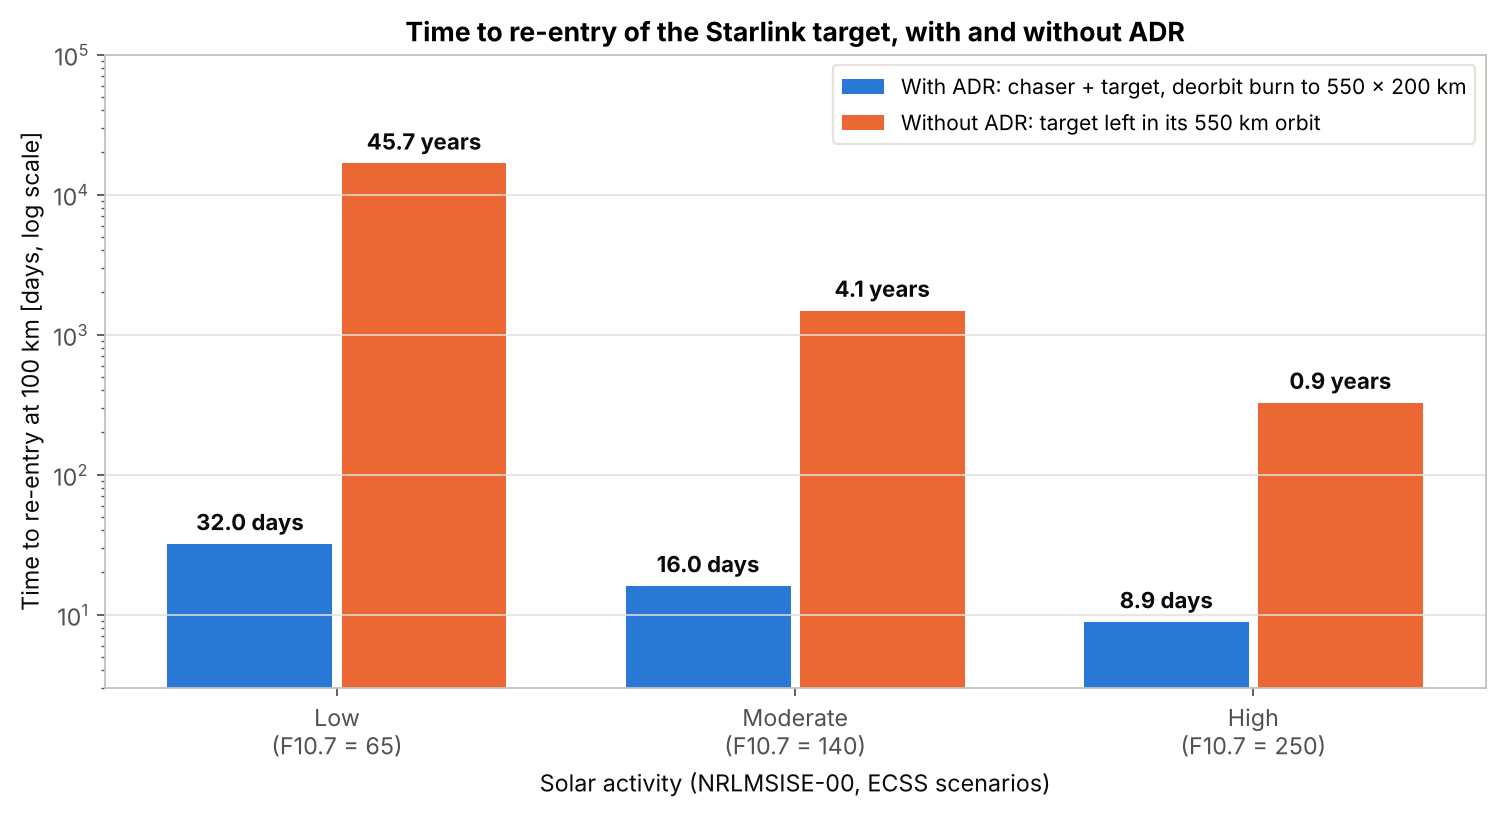 Time to re-entry of the Starlink target, with and without ADR
With ADR: chaser + target, deorbit burn to 550 × 200 km
Without ADR: target left in its 550 km orbit
Time to re-entry at 100 km [days, log scale]
10⁵
10⁴
10³
10²
10¹
45.7 years
4.1 years
0.9 years
32.0 days
16.0 days
8.9 days
Low
(F10.7 = 65)
Moderate
(F10.7 = 140)
High
(F10.7 = 250)
Solar activity (NRLMSISE-00, ECSS scenarios)